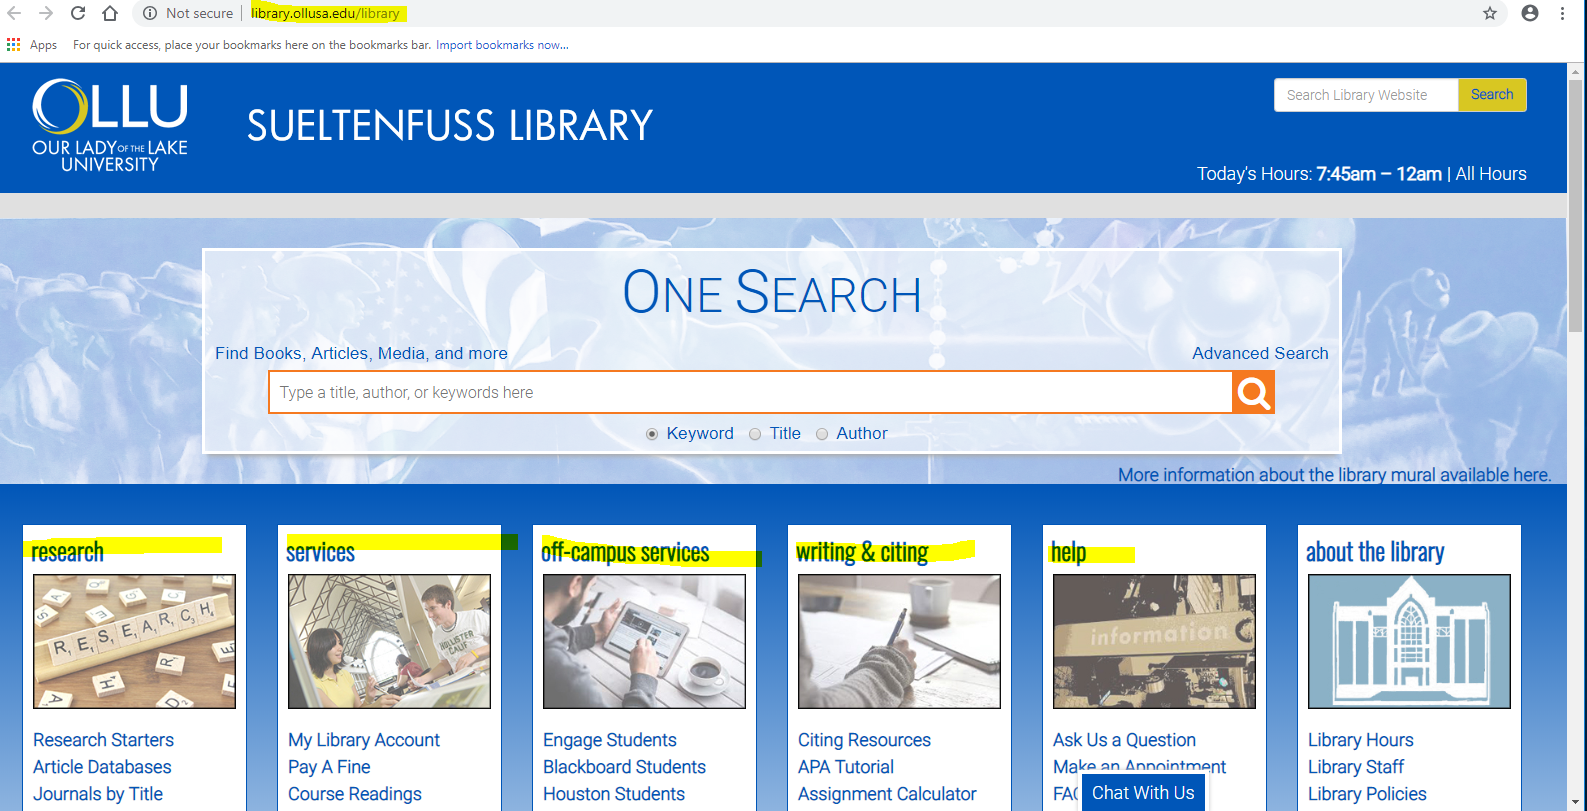 Not secure | library.ollusa.edu/library
Apps For quick access, place your bookmarks here on the bookmarks bar. Import bookmarks now...
OLLU
OUR LADY OF THE LAKE
UNIVERSITY
SUELTENFUSS LIBRARY
Search Library Website Search
Today's Hours: 7:45am – 12am | All Hours
ONE SEARCH
Find Books, Articles, Media, and more Advanced Search
Type a title, author, or keywords here
Keyword Title Author
More information about the library mural available here.
research
RESEARCH
Research Starters
Article Databases
Journals by Title
services
HOLLISTER
CALIF
My Library Account
Pay A Fine
Course Readings
off-campus services
Engage Students
Blackboard Students
Houston Students
writing & citing
Citing Resources
APA Tutorial
Assignment Calculator
help
information
Ask Us a Question
Make an Appointment
FAQ
about the library
Library Hours
Library Staff
Library Policies
Chat With Us